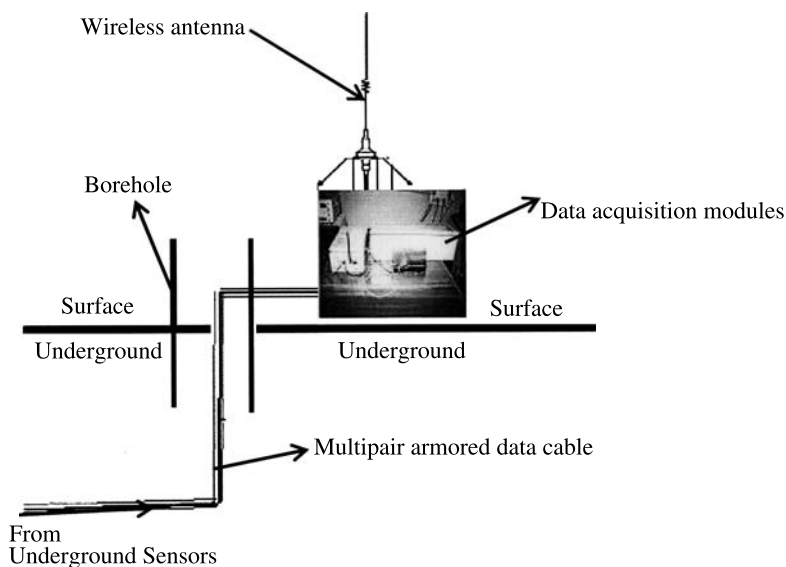 Wireless antenna
Borehole
Data acquisition modules
Surface
Surface
Underground
Underground
Multipair armored data cable
From
Underground Sensors